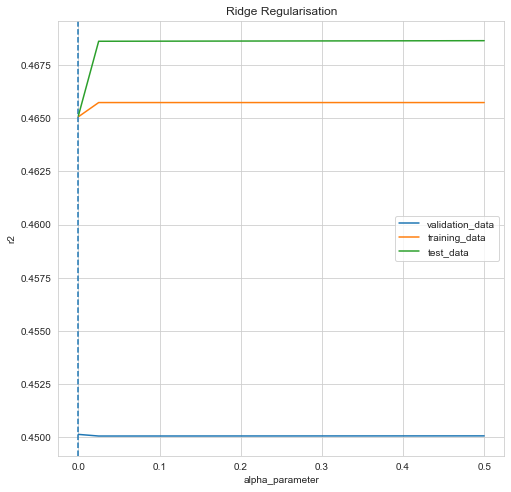 Ridge Regularisation
0.4675
0.4650
0.4625
0.4600
0.4575
0.4550
0.4525
0.4500
r2
validation_data
training_data
test_data
0.0 0.1 0.2 0.3 0.4 0.5
alpha_parameter